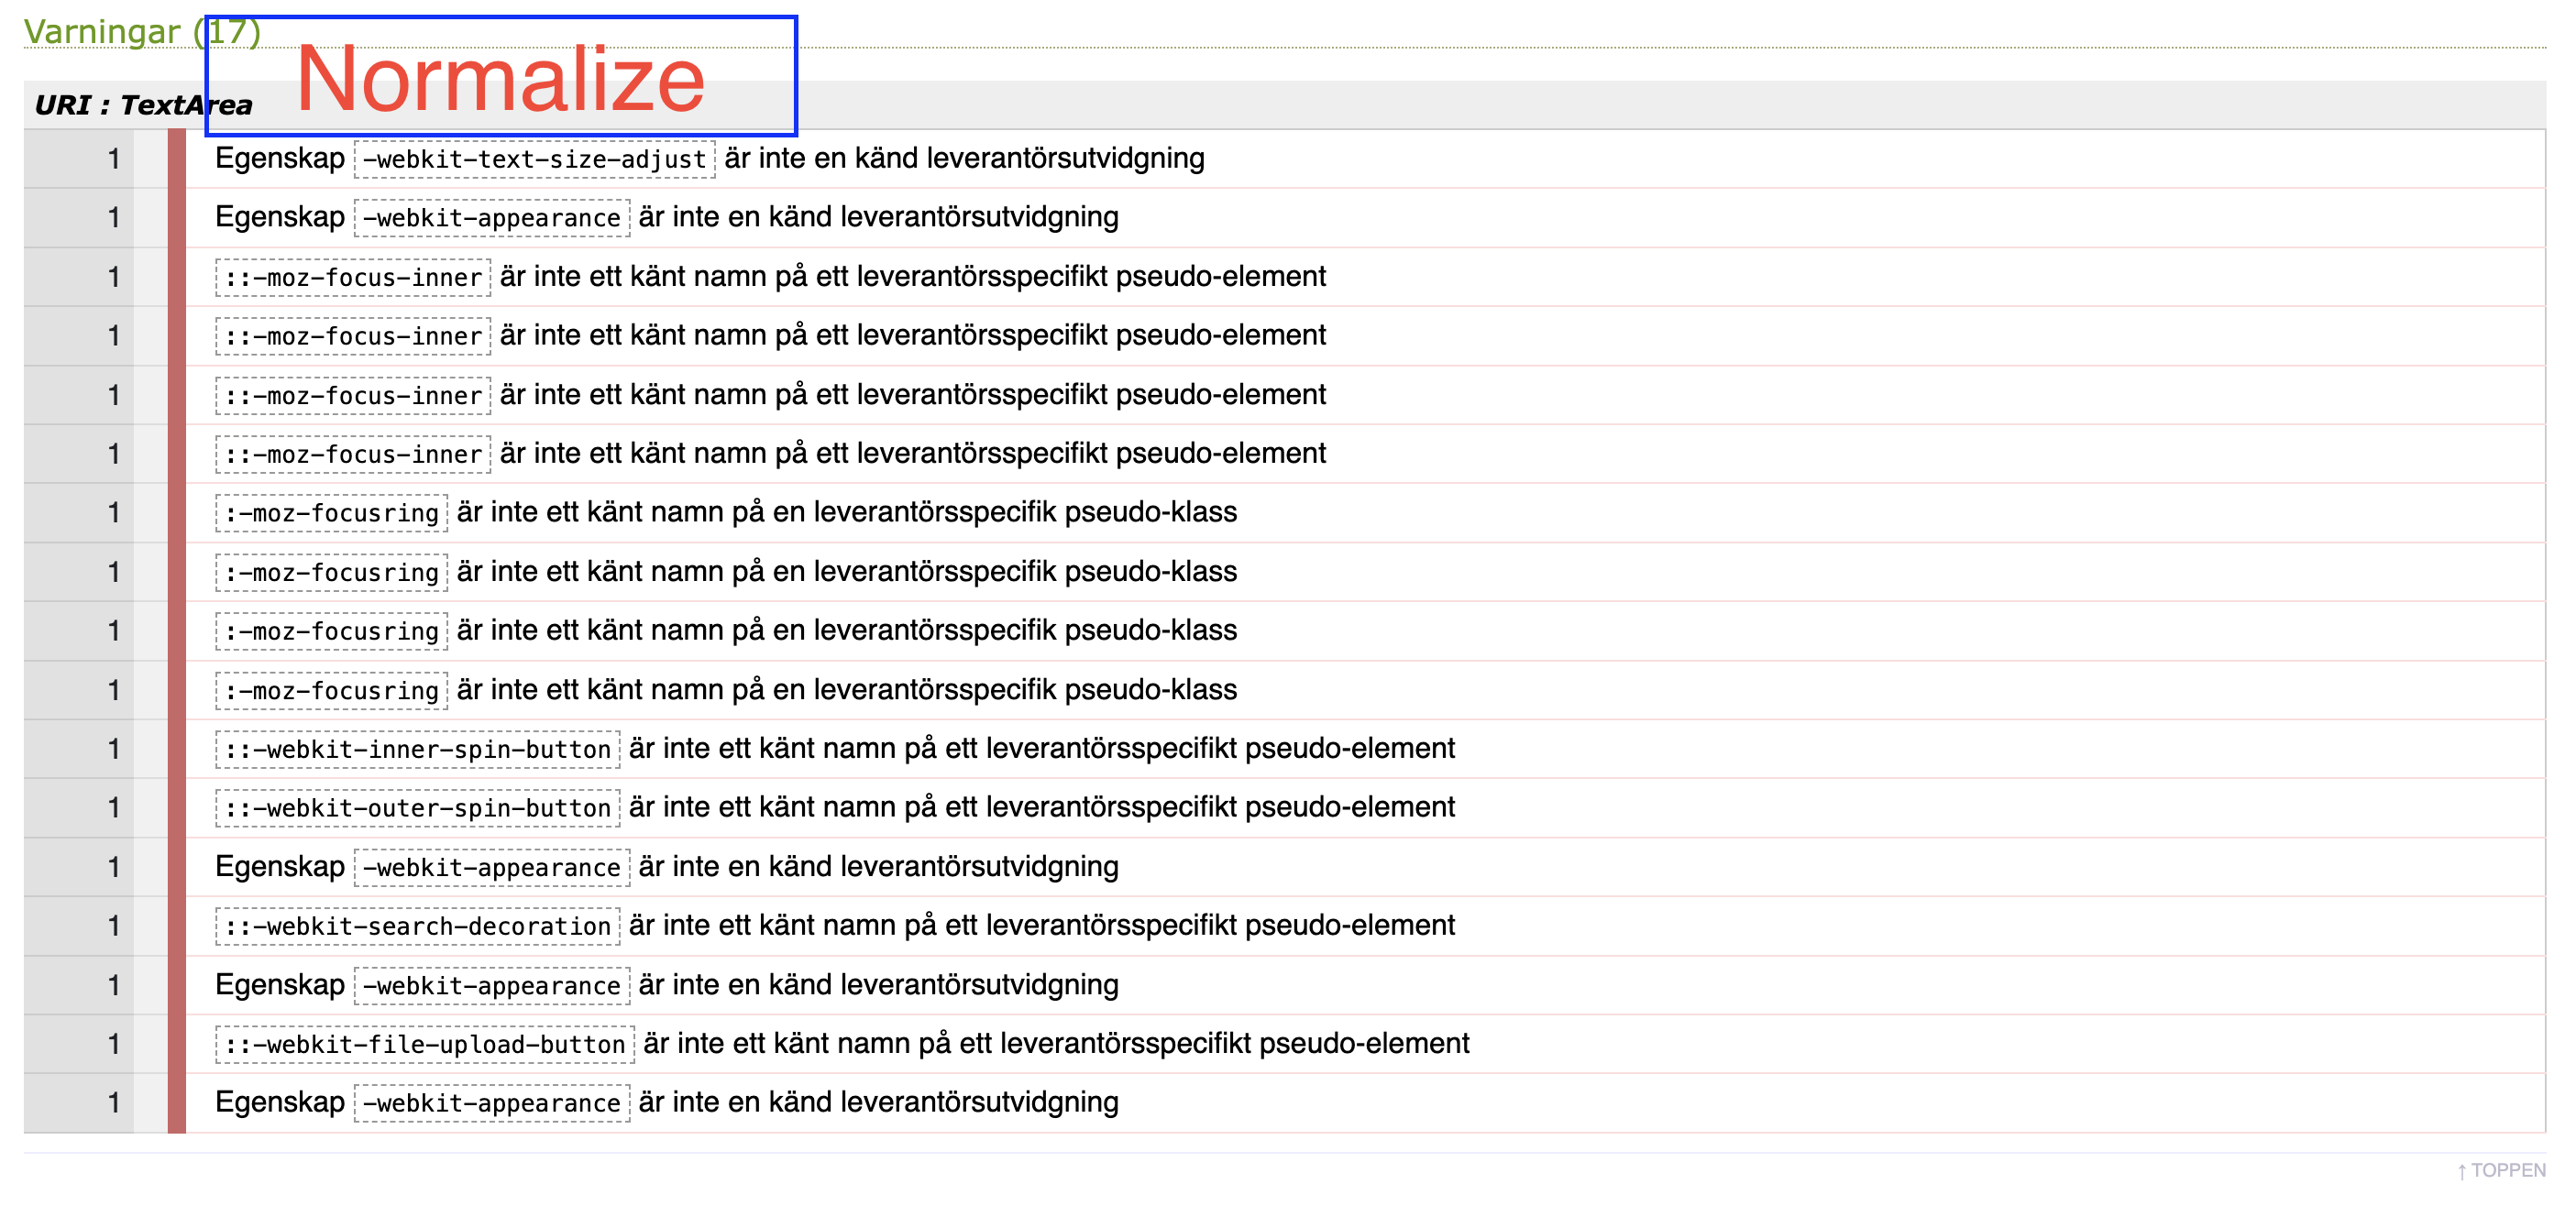 Varningar (17)
Normalize
URI : TextArea
1 Egenskap -webkit-text-size-adjust är inte en känd leverantörsutvidgning
1 Egenskap -webkit-appearance är inte en känd leverantörsutvidgning
1 ::-moz-focus-inner är inte ett känt namn på ett leverantörsspecifikt pseudo-element
1 ::-moz-focus-inner är inte ett känt namn på ett leverantörsspecifikt pseudo-element
1 ::-moz-focus-inner är inte ett känt namn på ett leverantörsspecifikt pseudo-element
1 ::-moz-focus-inner är inte ett känt namn på ett leverantörsspecifikt pseudo-element
1 :-moz-focusring är inte ett känt namn på en leverantörsspecifik pseudo-klass
1 :-moz-focusring är inte ett känt namn på en leverantörsspecifik pseudo-klass
1 :-moz-focusring är inte ett känt namn på en leverantörsspecifik pseudo-klass
1 :-moz-focusring är inte ett känt namn på en leverantörsspecifik pseudo-klass
1 ::-webkit-inner-spin-button är inte ett känt namn på ett leverantörsspecifikt pseudo-element
1 ::-webkit-outer-spin-button är inte ett känt namn på ett leverantörsspecifikt pseudo-element
1 Egenskap -webkit-appearance är inte en känd leverantörsutvidgning
1 ::-webkit-search-decoration är inte ett känt namn på ett leverantörsspecifikt pseudo-element
1 Egenskap -webkit-appearance är inte en känd leverantörsutvidgning
1 ::-webkit-file-upload-button är inte ett känt namn på ett leverantörsspecifikt pseudo-element
1 Egenskap -webkit-appearance är inte en känd leverantörsutvidgning
↑ TOPPEN